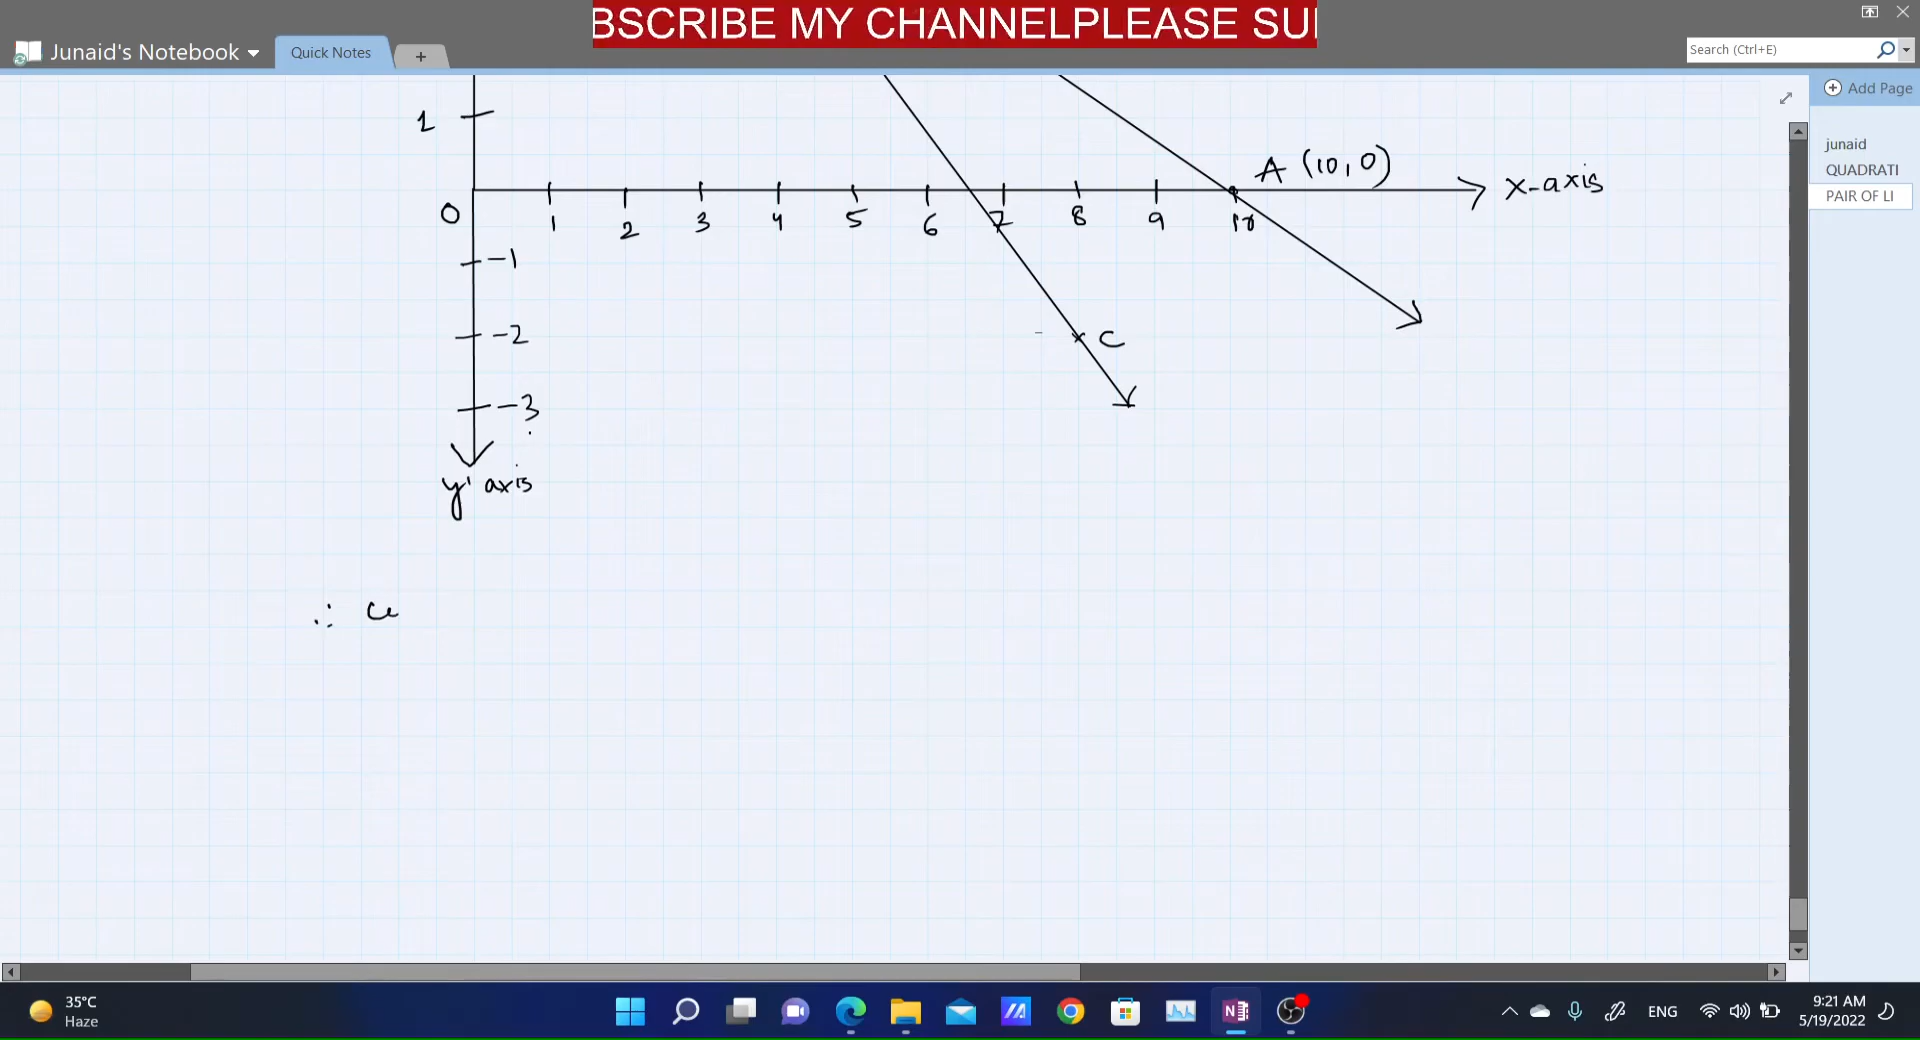 BSCRIBE MY CHANNELPLEASE SU
Junaid's Notebook
Quick Notes
+
Search (Ctrl+E)
Add Page
junaid
QUADRATI
PAIR OF LI
1
A (10, 0)
x-axis
0 1 2 3 4 5 6 7 8 9 10
-1
-2
C
-3
y' axis
∴
35°C
Haze
ENG
9:21 AM
5/19/2022